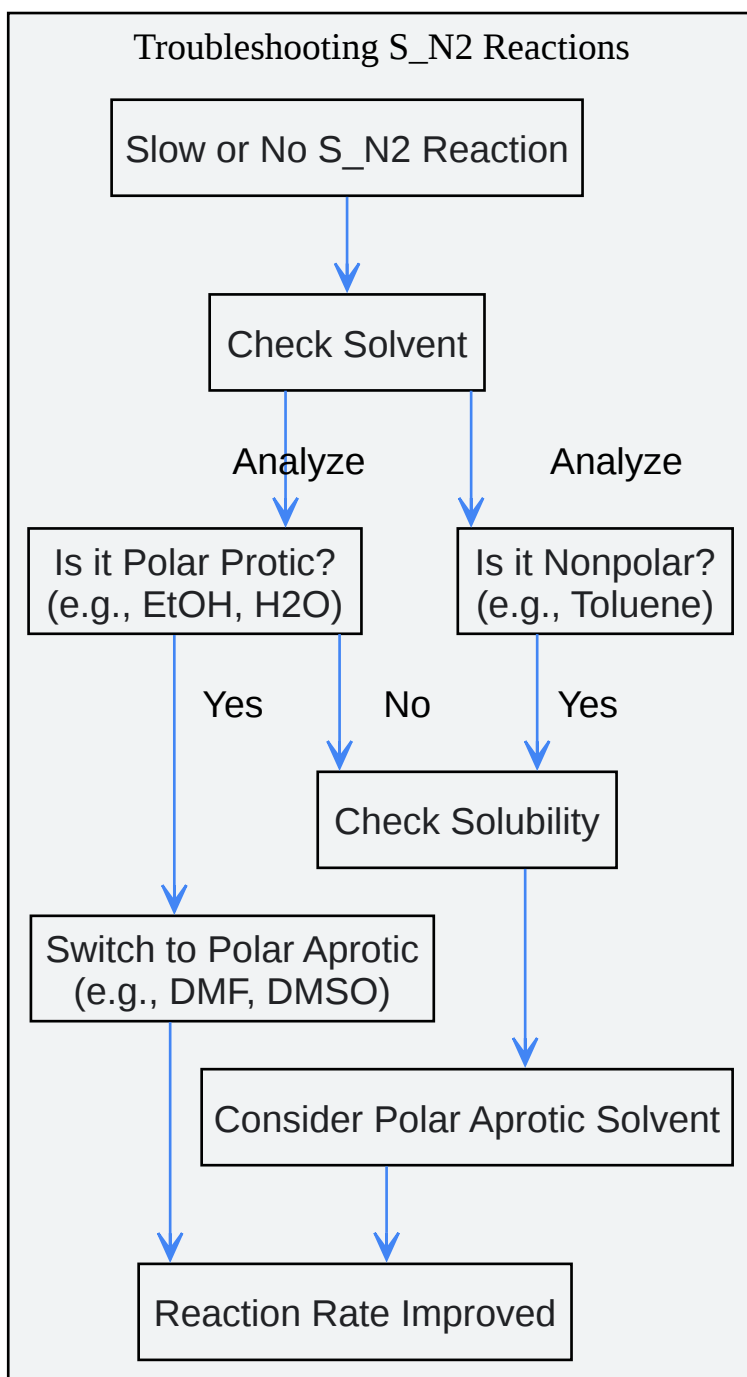 Troubleshooting S_N2 Reactions
Slow or No S_N2 Reaction
Check Solvent
Analyze
Analyze
Is it Polar Protic?
(e.g., EtOH, H2O)
Is it Nonpolar?
(e.g., Toluene)
Yes
No
Yes
Check Solubility
Switch to Polar Aprotic
(e.g., DMF, DMSO)
Consider Polar Aprotic Solvent
Reaction Rate Improved